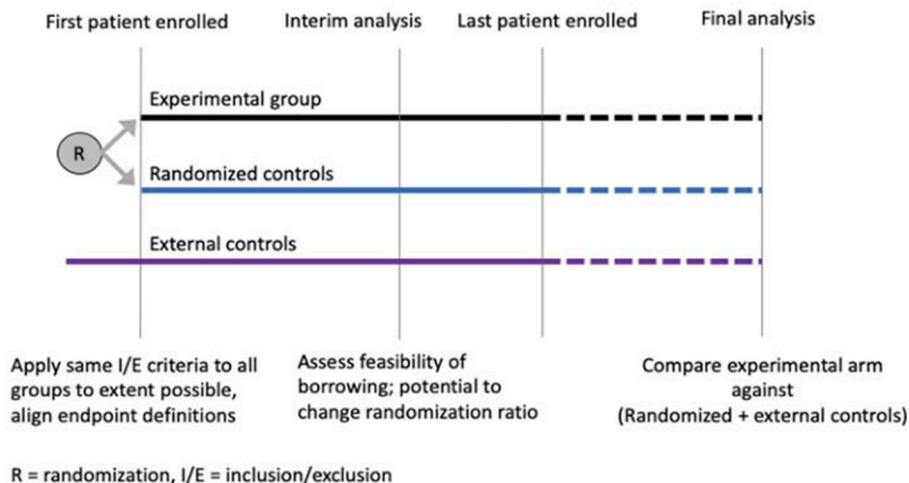 First patient enrolled
Interim analysis
Last patient enrolled
Final analysis
Experimental group
R
Randomized controls
External controls
Apply same I/E criteria to all
groups to extent possible,
align endpoint definitions
Assess feasibility of
borrowing; potential to
change randomization ratio
Compare experimental arm
against
(Randomized + external controls)
R = randomization, I/E = inclusion/exclusion